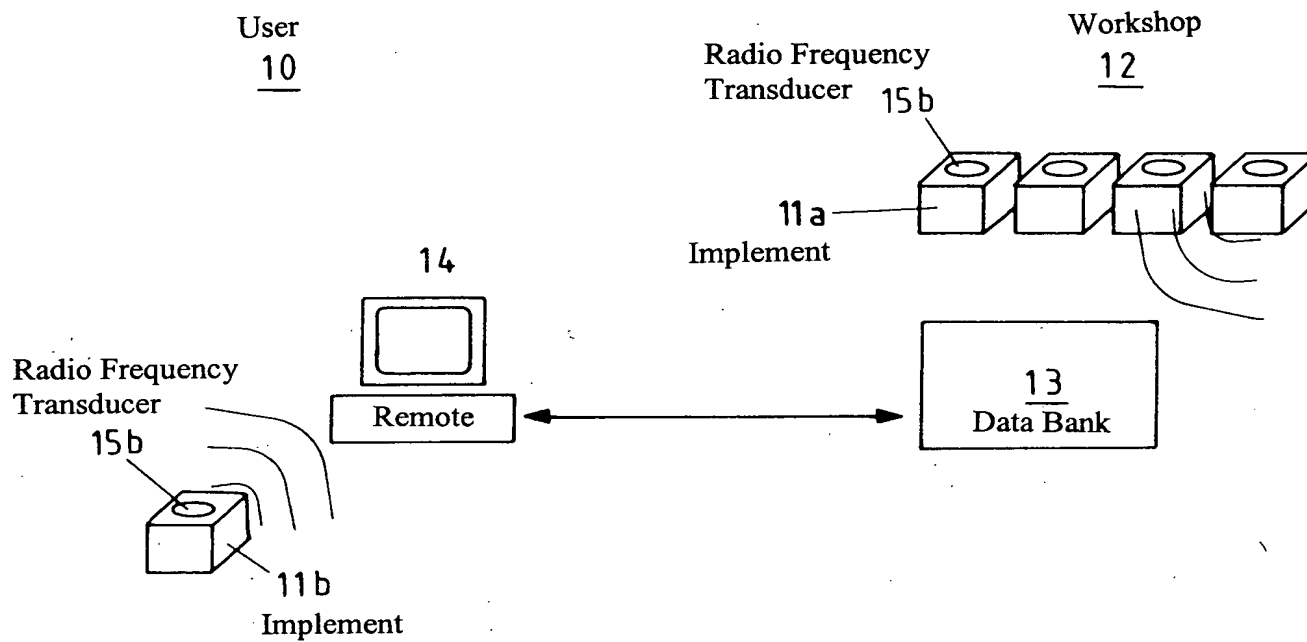 User
10
Workshop
12
Radio Frequency
Transducer
15b
11a
Implement
14
Remote
13
Data Bank
Radio Frequency
Transducer
15b
11b
Implement